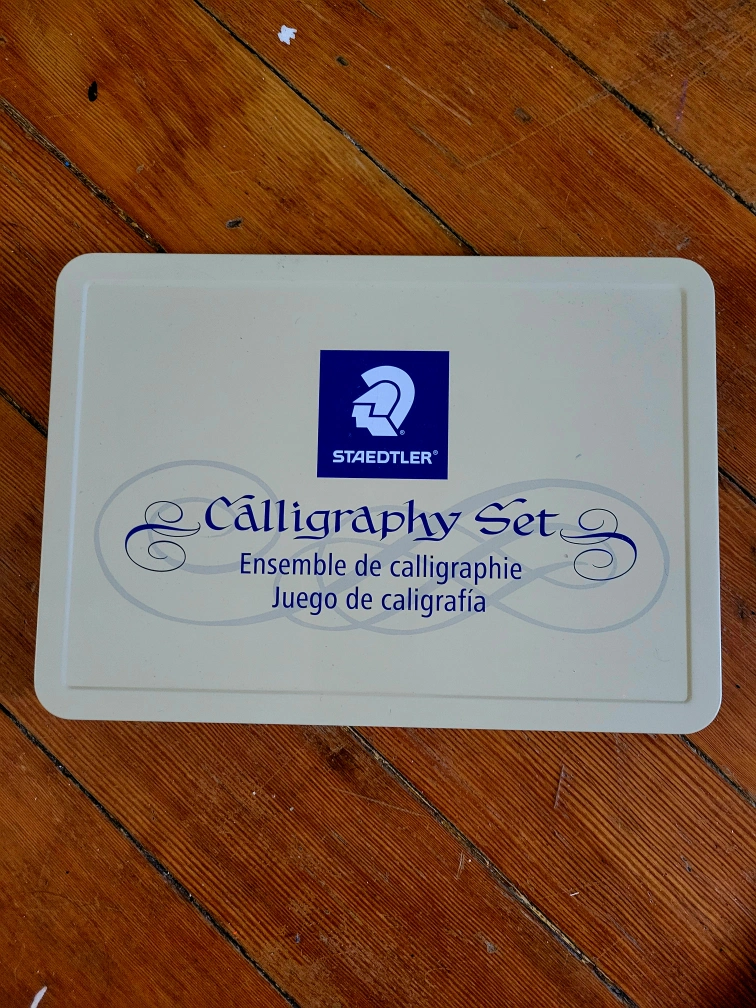 STAEDTLER®
Calligraphy Set
Ensemble de calligraphie
Juego de caligrafía